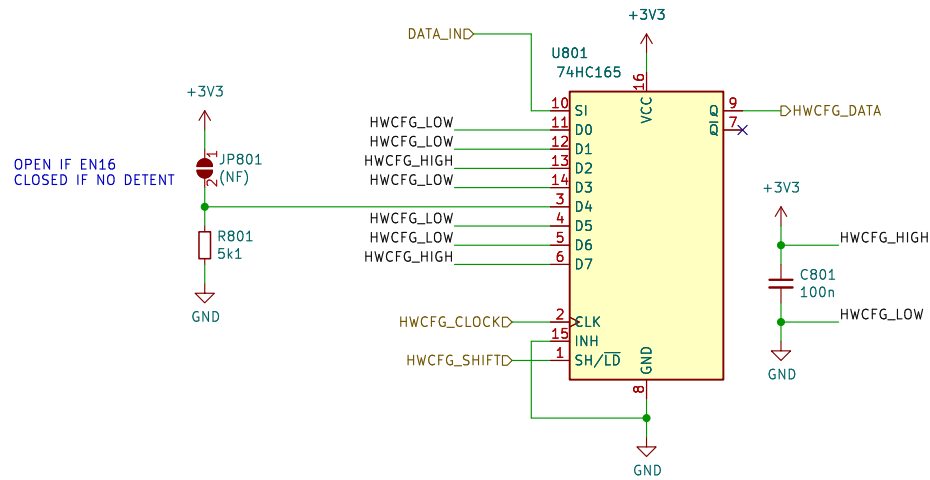 +3V3
DATA_IN
U801
74HC165
16
VCC
10
SI
Q
9
HWCFG_DATA
+3V3
HWCFG_LOW
11
D0
Q
7
HWCFG_LOW
12
D1
OPEN IF EN16
CLOSED IF NO DETENT
1
JP801
(NF)
2
HWCFG_HIGH
13
D2
HWCFG_LOW
14
D3
3
D4
+3V3
HWCFG_LOW
4
D5
R801
5k1
HWCFG_LOW
5
D6
HWCFG_HIGH
HWCFG_HIGH
6
D7
C801
100n
GND
HWCFG_CLOCK
2
CLK
HWCFG_LOW
15
INH
HWCFG_SHIFT
1
SH/LD
GND
GND
8
GND